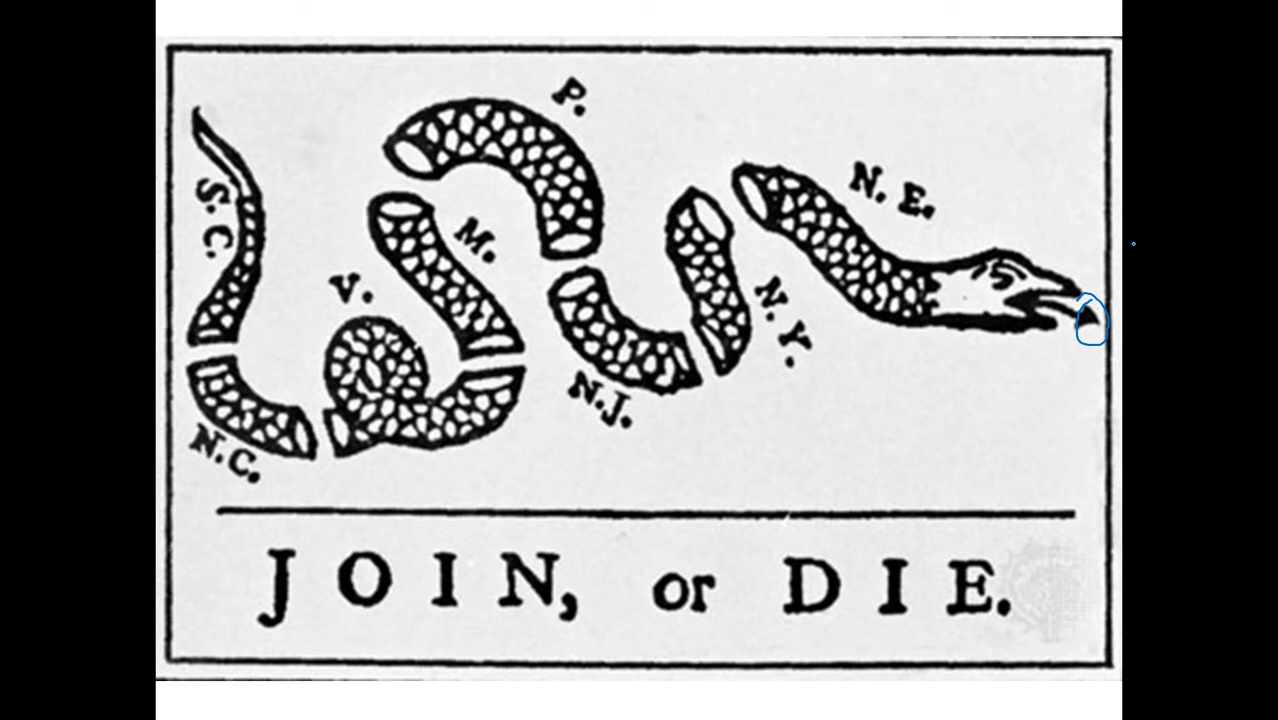 P.
N. E.
S. C.
M.
V.
N. Y.
N.J.
N.C.
JOIN, or DIE.